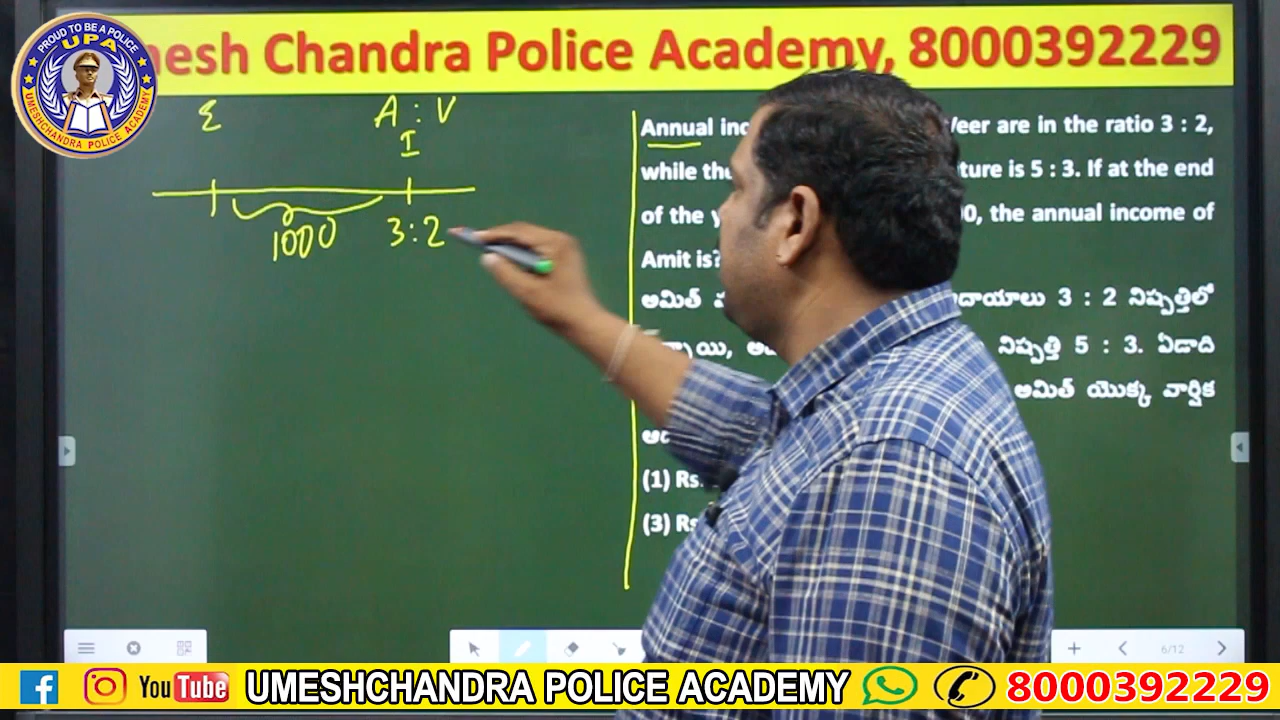 PROUD TO BE A POLICE
UPA
UMESHCHANDRA POLICE ACADEMY
mesh Chandra Police Academy, 8000392229
Σ A : V
I
1000 3:2
Annual inc Veer are in the ratio 3 : 2,
while the ture is 5 : 3. If at the end
of the y 00, the annual income of
Amit is?
అమిత్ దాయాలు 3 : 2 నిష్పత్తిలో
నిష్పత్తి 5 : 3. ఏడాది
అమిత్ యొక్క వార్షిక
(1) Rs.
(3) Rs
6/12
You Tube UMESHCHANDRA POLICE ACADEMY 8000392229